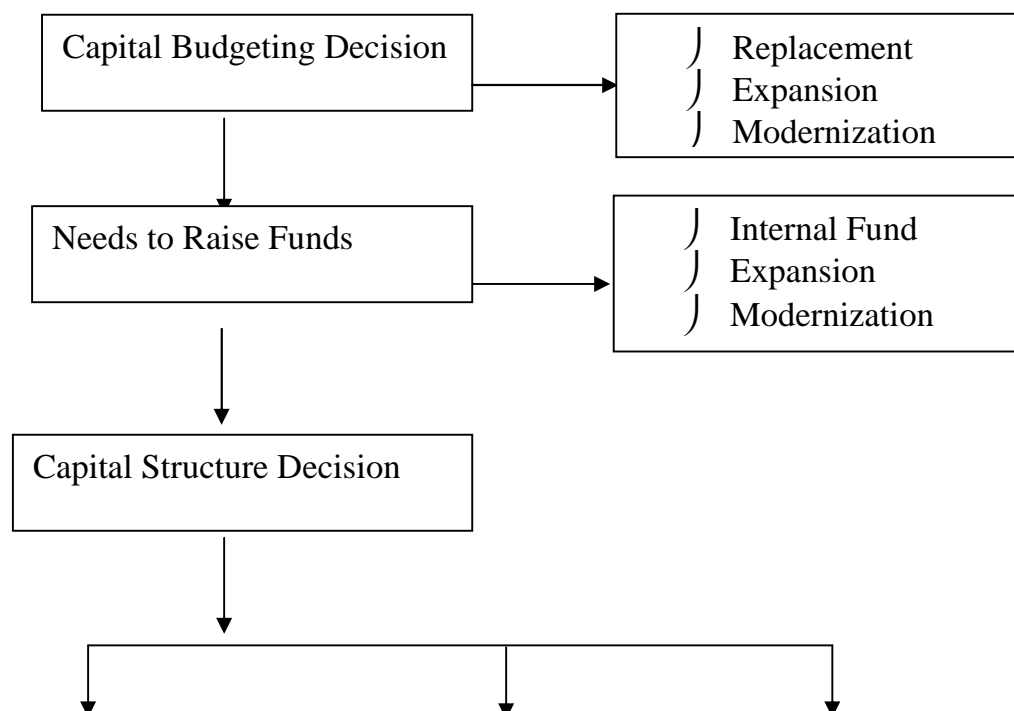 Capital Budgeting Decision
Replacement
Expansion
Modernization
Needs to Raise Funds
Internal Fund
Expansion
Modernization
Capital Structure Decision